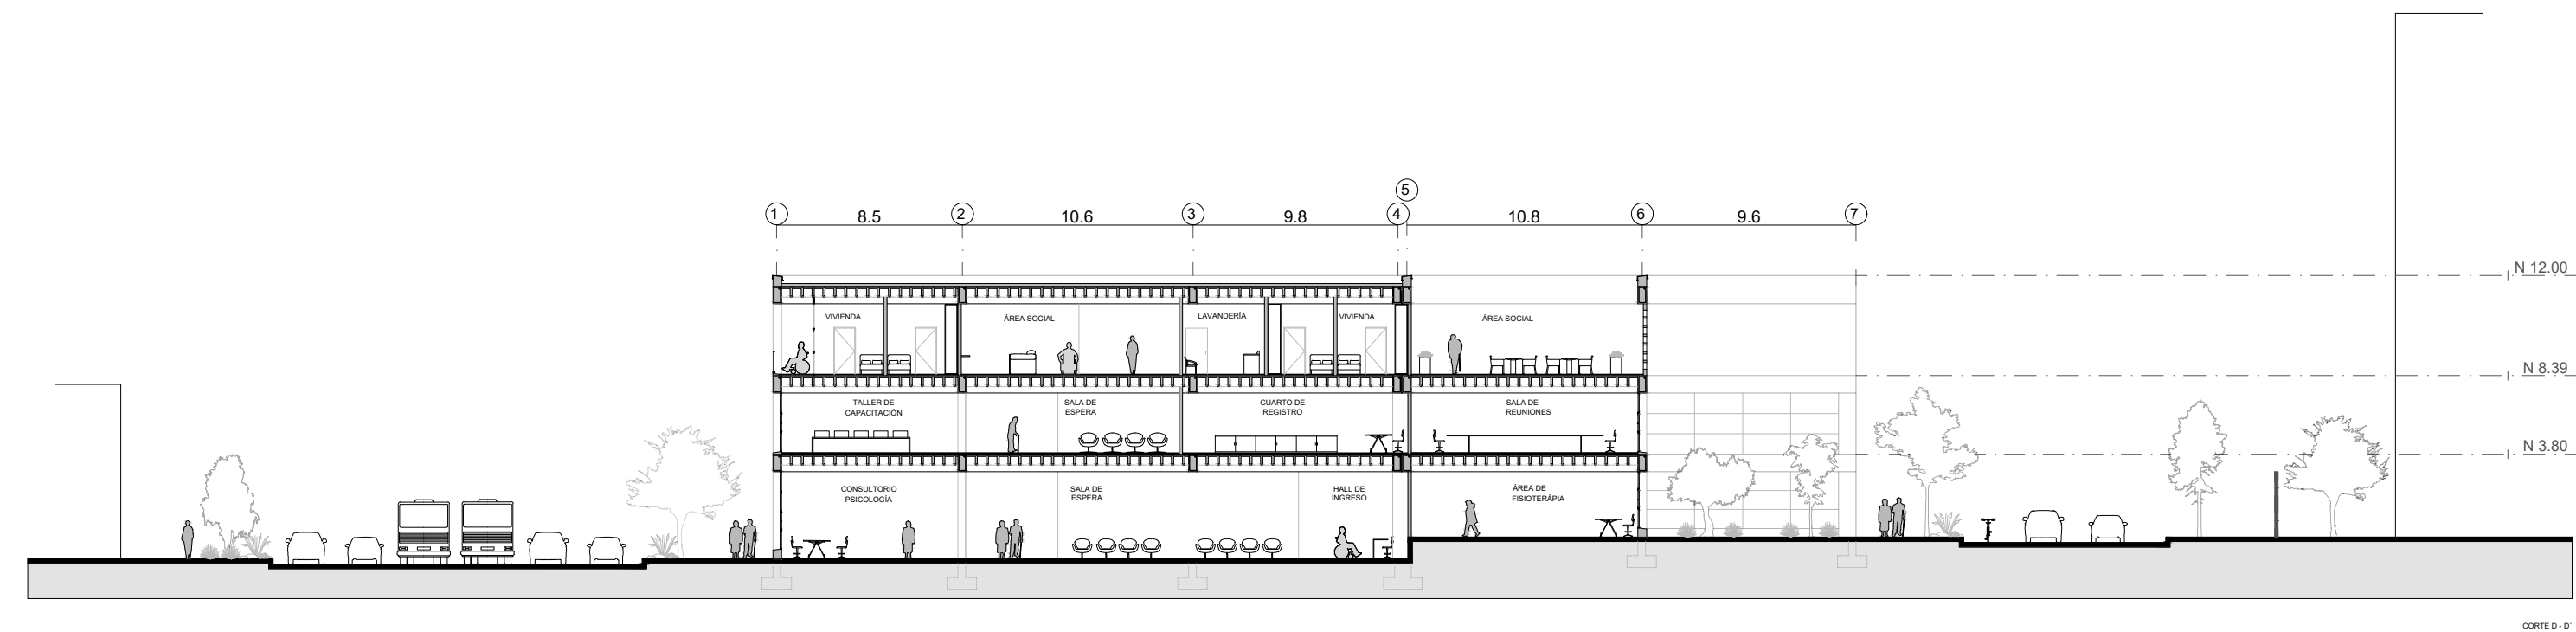 5
1 8.5 2 10.6 3 9.8 4 10.8 6 9.6 7
N 12.00
VIVIENDA ÁREA SOCIAL LAVANDERÍA VIVIENDA ÁREA SOCIAL
N 8.39
TALLER DE CAPACITACIÓN
SALA DE ESPERA
CUARTO DE REGISTRO
SALA DE REUNIONES
N 3.80
CONSULTORIO PSICOLOGÍA
SALA DE ESPERA
HALL DE INGRESO
ÁREA DE FISIOTERÁPIA
CORTE D - D'